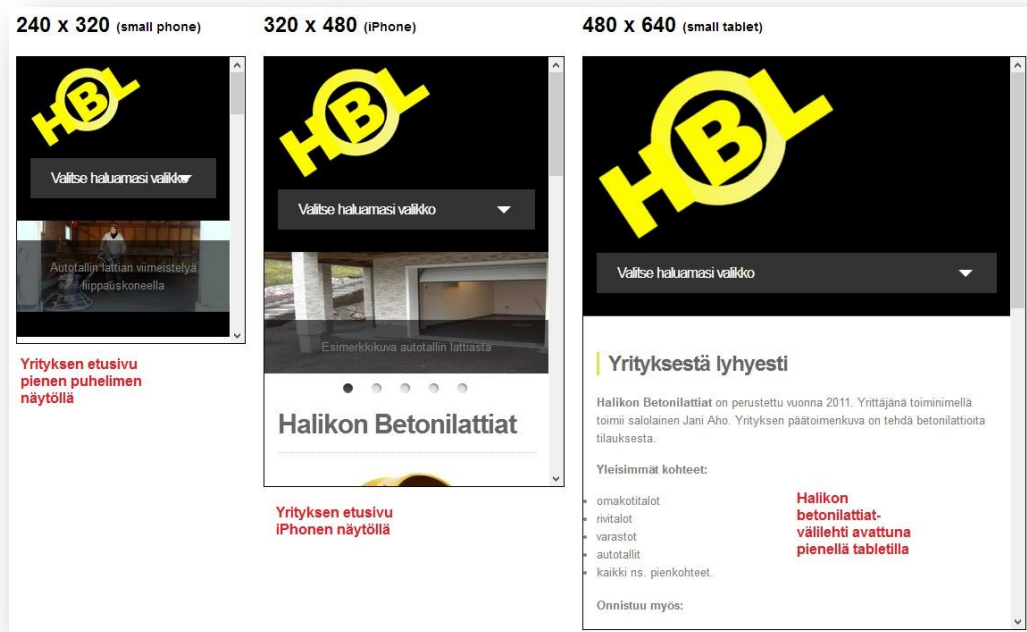 240 x 320 (small phone)
HBL
Valitse haluamasi valikko
Autotallin lattian viimeistelyä
liippauskoneella
Yrityksen etusivu
pienen puhelimen
näytöllä
320 x 480 (iPhone)
HBL
Valitse haluamasi valikko
Esimerkkikuva autotallin lattiasta
Halikon Betonilattiat
Yrityksen etusivu
iPhonen näytöllä
480 x 640 (small tablet)
HBL
Valitse haluamasi valikko
Yrityksestä lyhyesti
Halikon Betonilattiat on perustettu vuonna 2011. Yrittäjänä toiminimellä
toimii salolainen Jani Aho. Yrityksen päätoimenkuva on tehdä betonilattioita
tilauksesta.
Yleisimmät kohteet:
omakotitalot
rivitalot
varastot
autotallit
kaikki ns. pienkohteet.
Onnistuu myös:
Halikon
betonilattiat-
välilehti avattuna
pienellä tabletilla